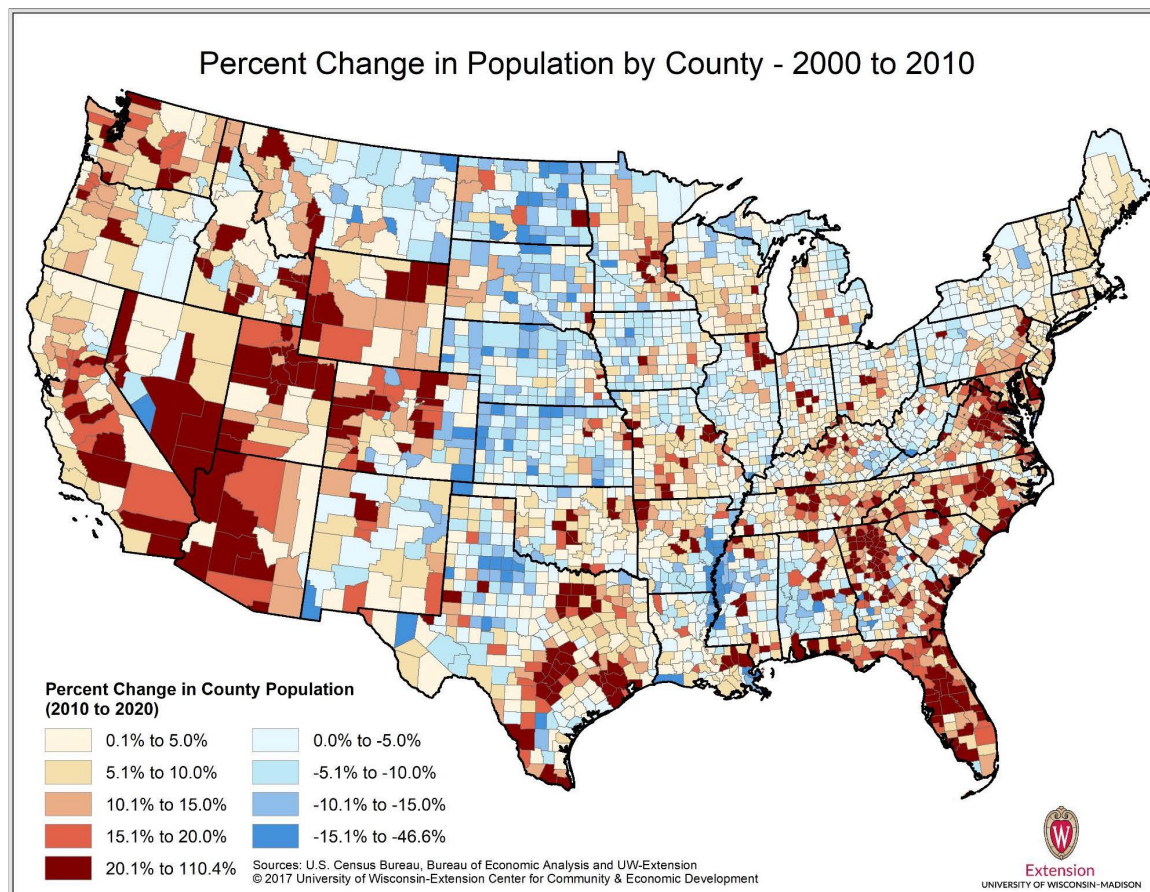 Percent Change in Population by County - 2000 to 2010
Percent Change in County Population
(2010 to 2020)
0.1% to 5.0%
5.1% to 10.0%
10.1% to 15.0%
15.1% to 20.0%
20.1% to 110.4%
0.0% to -5.0%
-5.1% to -10.0%
-10.1% to -15.0%
-15.1% to -46.6%
Sources: U.S. Census Bureau, Bureau of Economic Analysis and UW-Extension
© 2017 University of Wisconsin-Extension Center for Community & Economic Development
W
Extension
UNIVERSITY OF WISCONSIN-MADISON